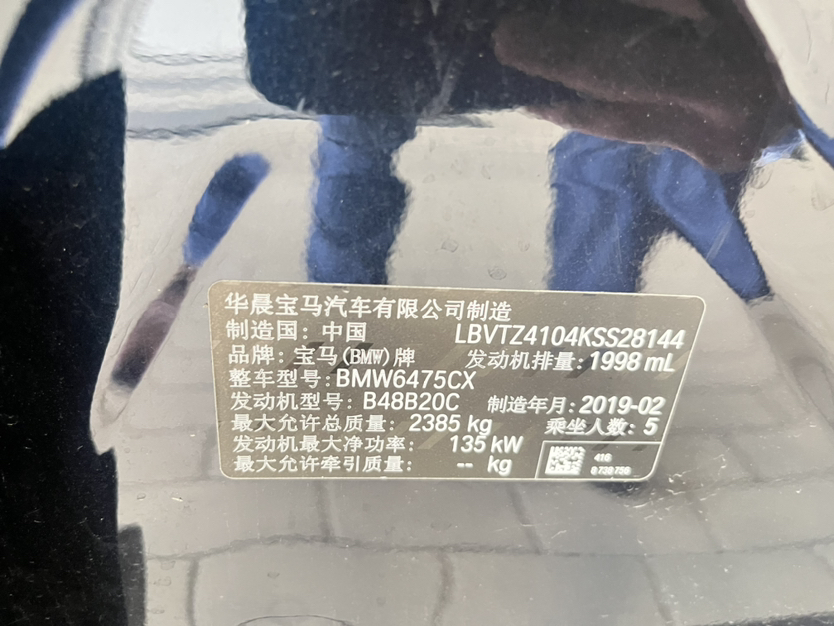 华晨宝马汽车有限公司制造
制造国：中国 LBVTZ4104KSS28144
品牌：宝马(BMW)牌 发动机排量：1998 mL
整车型号：BMW6475CX
发动机型号：B48B20C 制造年月：2019-02
最大允许总质量：2385 kg 乘坐人数：5
发动机最大净功率：135 kW
最大允许牵引质量：-- kg
416
8738756